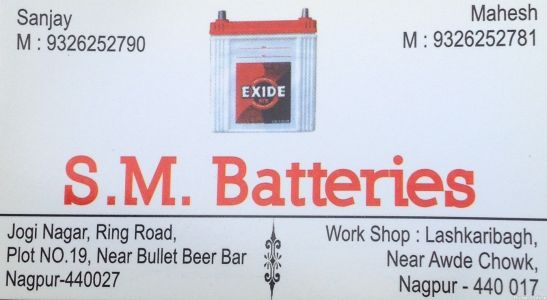 Sanjay
M : 9326252790
Mahesh
M : 9326252781
EXIDE
S.M. Batteries
Jogi Nagar, Ring Road,
Plot NO.19, Near Bullet Beer Bar
Nagpur-440027
Work Shop : Lashkaribagh,
Near Awde Chowk,
Nagpur - 440 017